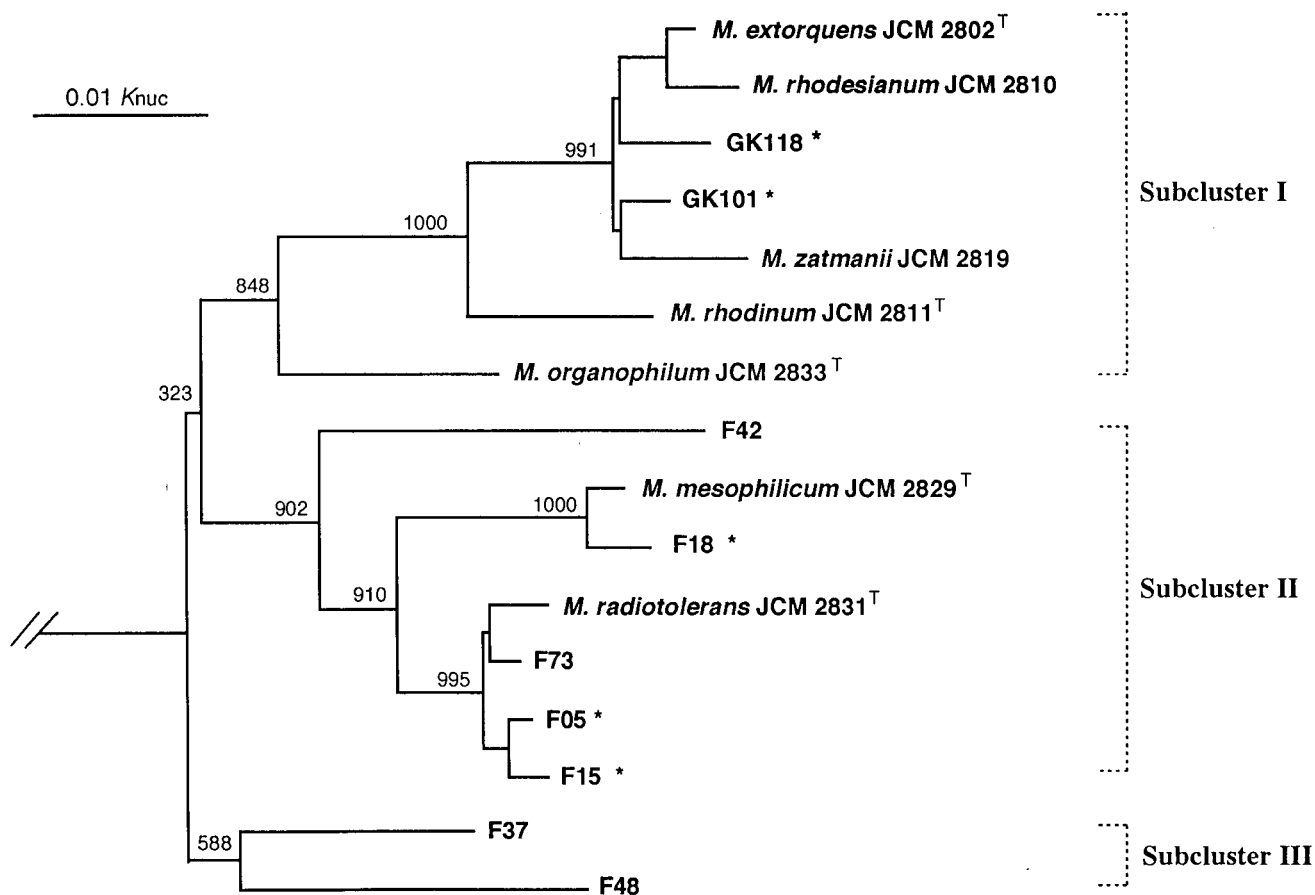 M. extorquens JCM 2802T
0.01 Knuc
M. rhodesianum JCM 2810
GK118 *
991
GK101 *
Subcluster I
1000
M. zatmanii JCM 2819
848
M. rhodinum JCM 2811T
M. organophilum JCM 2833T
323
F42
M. mesophilicum JCM 2829T
1000
902
F18 *
Subcluster II
910
M. radiotolerans JCM 2831T
F73
995
F05 *
F15 *
F37
588
Subcluster III
F48